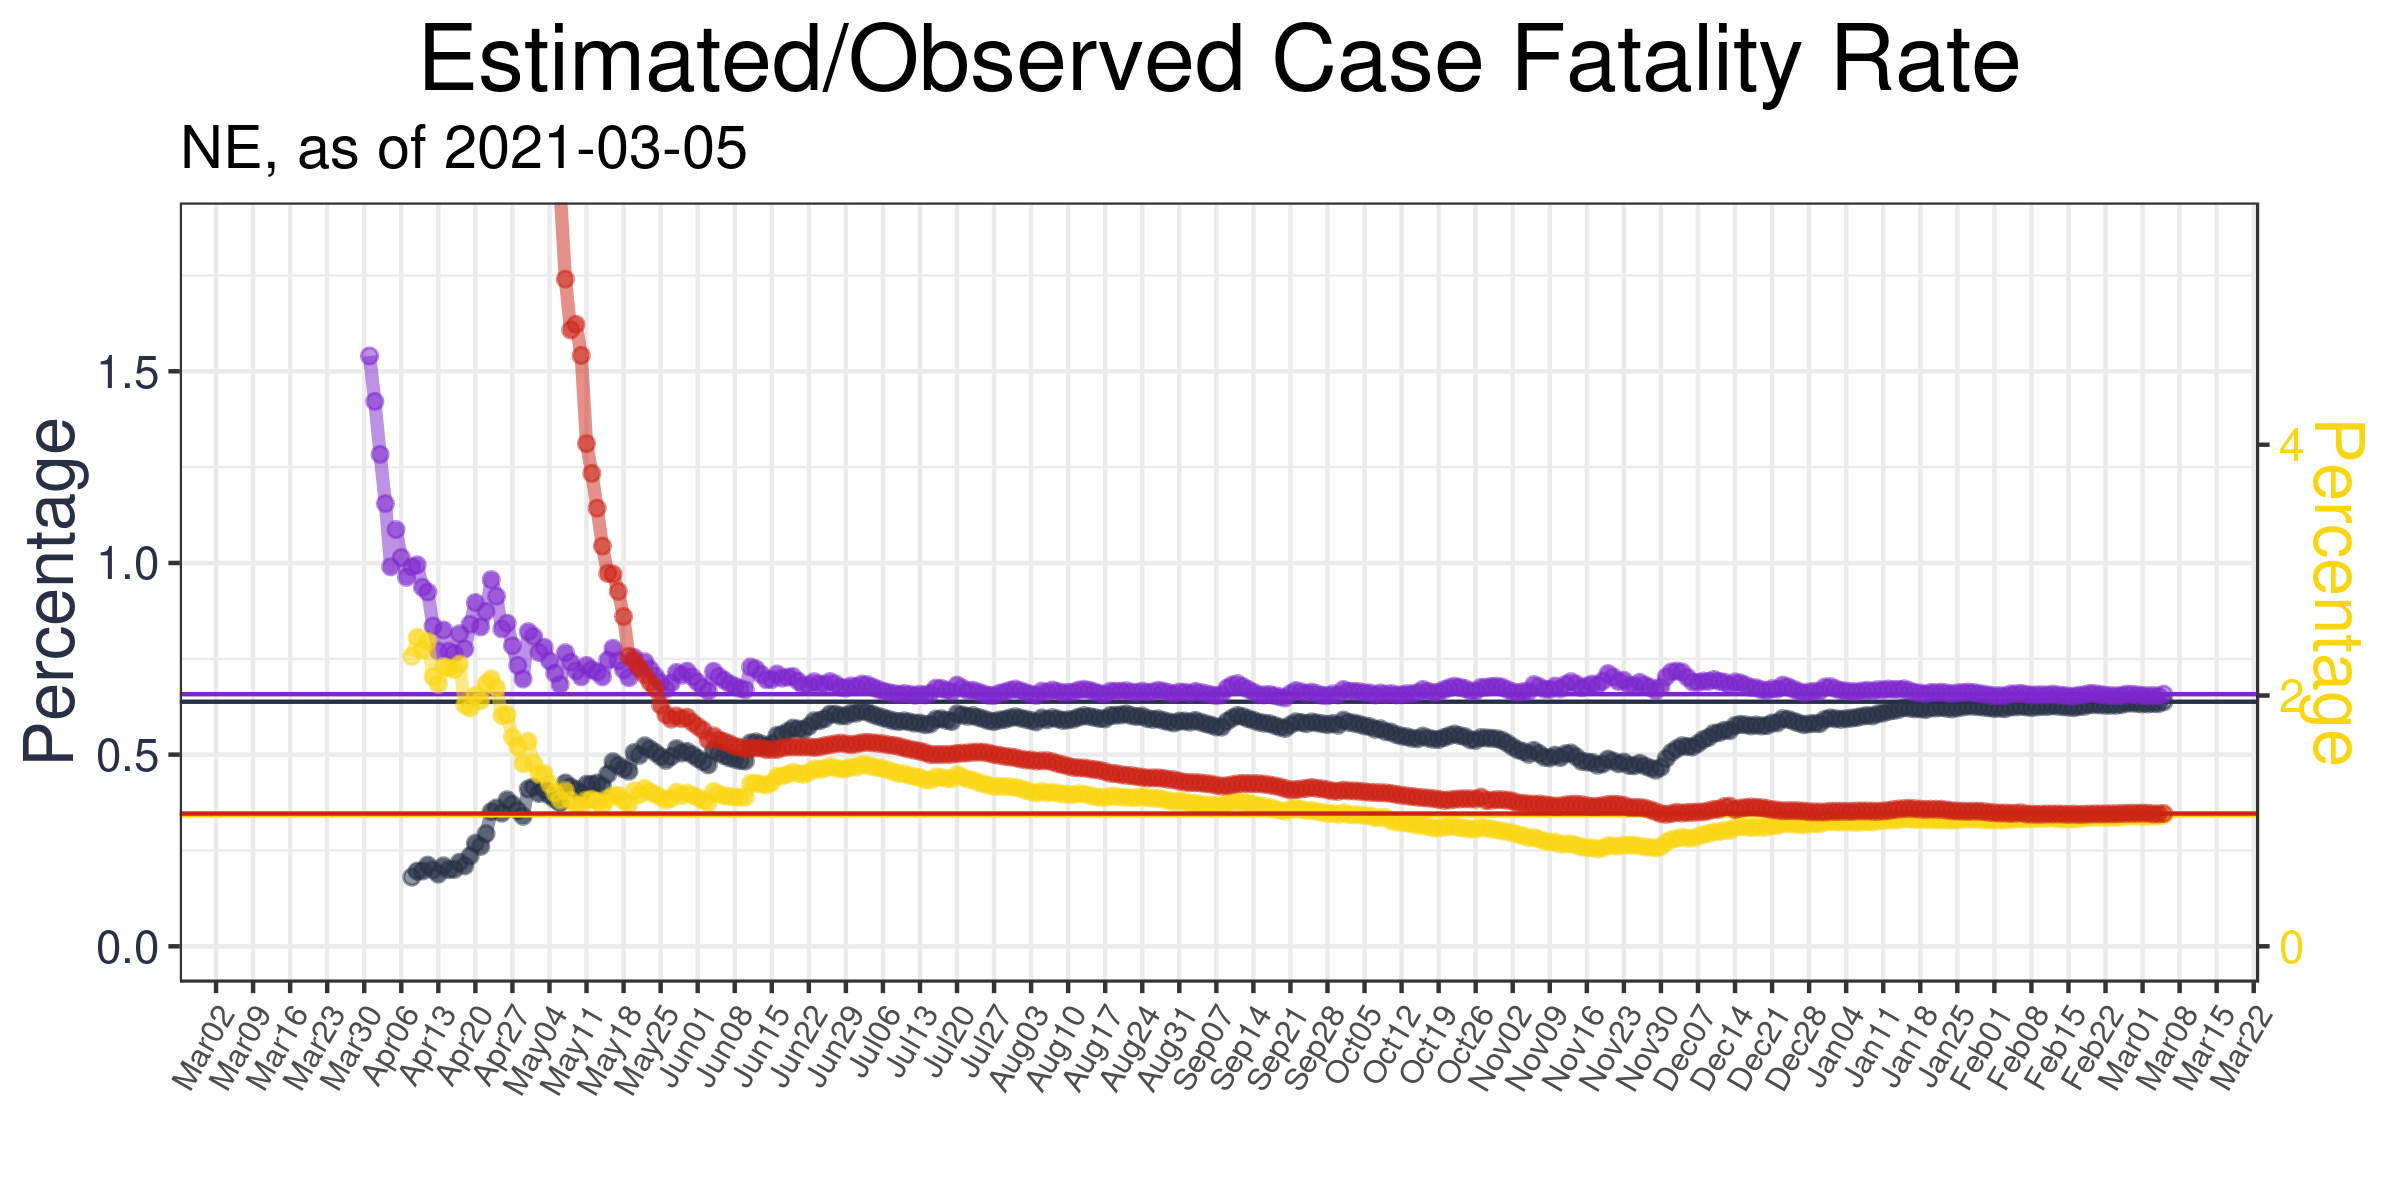 Estimated/Observed Case Fatality Rate
NE, as of 2021-03-05
Percentage
1.5
1.0
0.5
0.0
4
2
0
Percentage
Mar02
Mar09
Mar16
Mar23
Mar30
Apr06
Apr13
Apr20
Apr27
May04
May11
May18
May25
Jun01
Jun08
Jun15
Jun22
Jun29
Jul06
Jul13
Jul20
Jul27
Aug03
Aug10
Aug17
Aug24
Aug31
Sep07
Sep14
Sep21
Sep28
Oct05
Oct12
Oct19
Oct26
Nov02
Nov09
Nov16
Nov23
Nov30
Dec07
Dec14
Dec21
Dec28
Jan04
Jan11
Jan18
Jan25
Feb01
Feb08
Feb15
Feb22
Mar01
Mar08
Mar15
Mar22